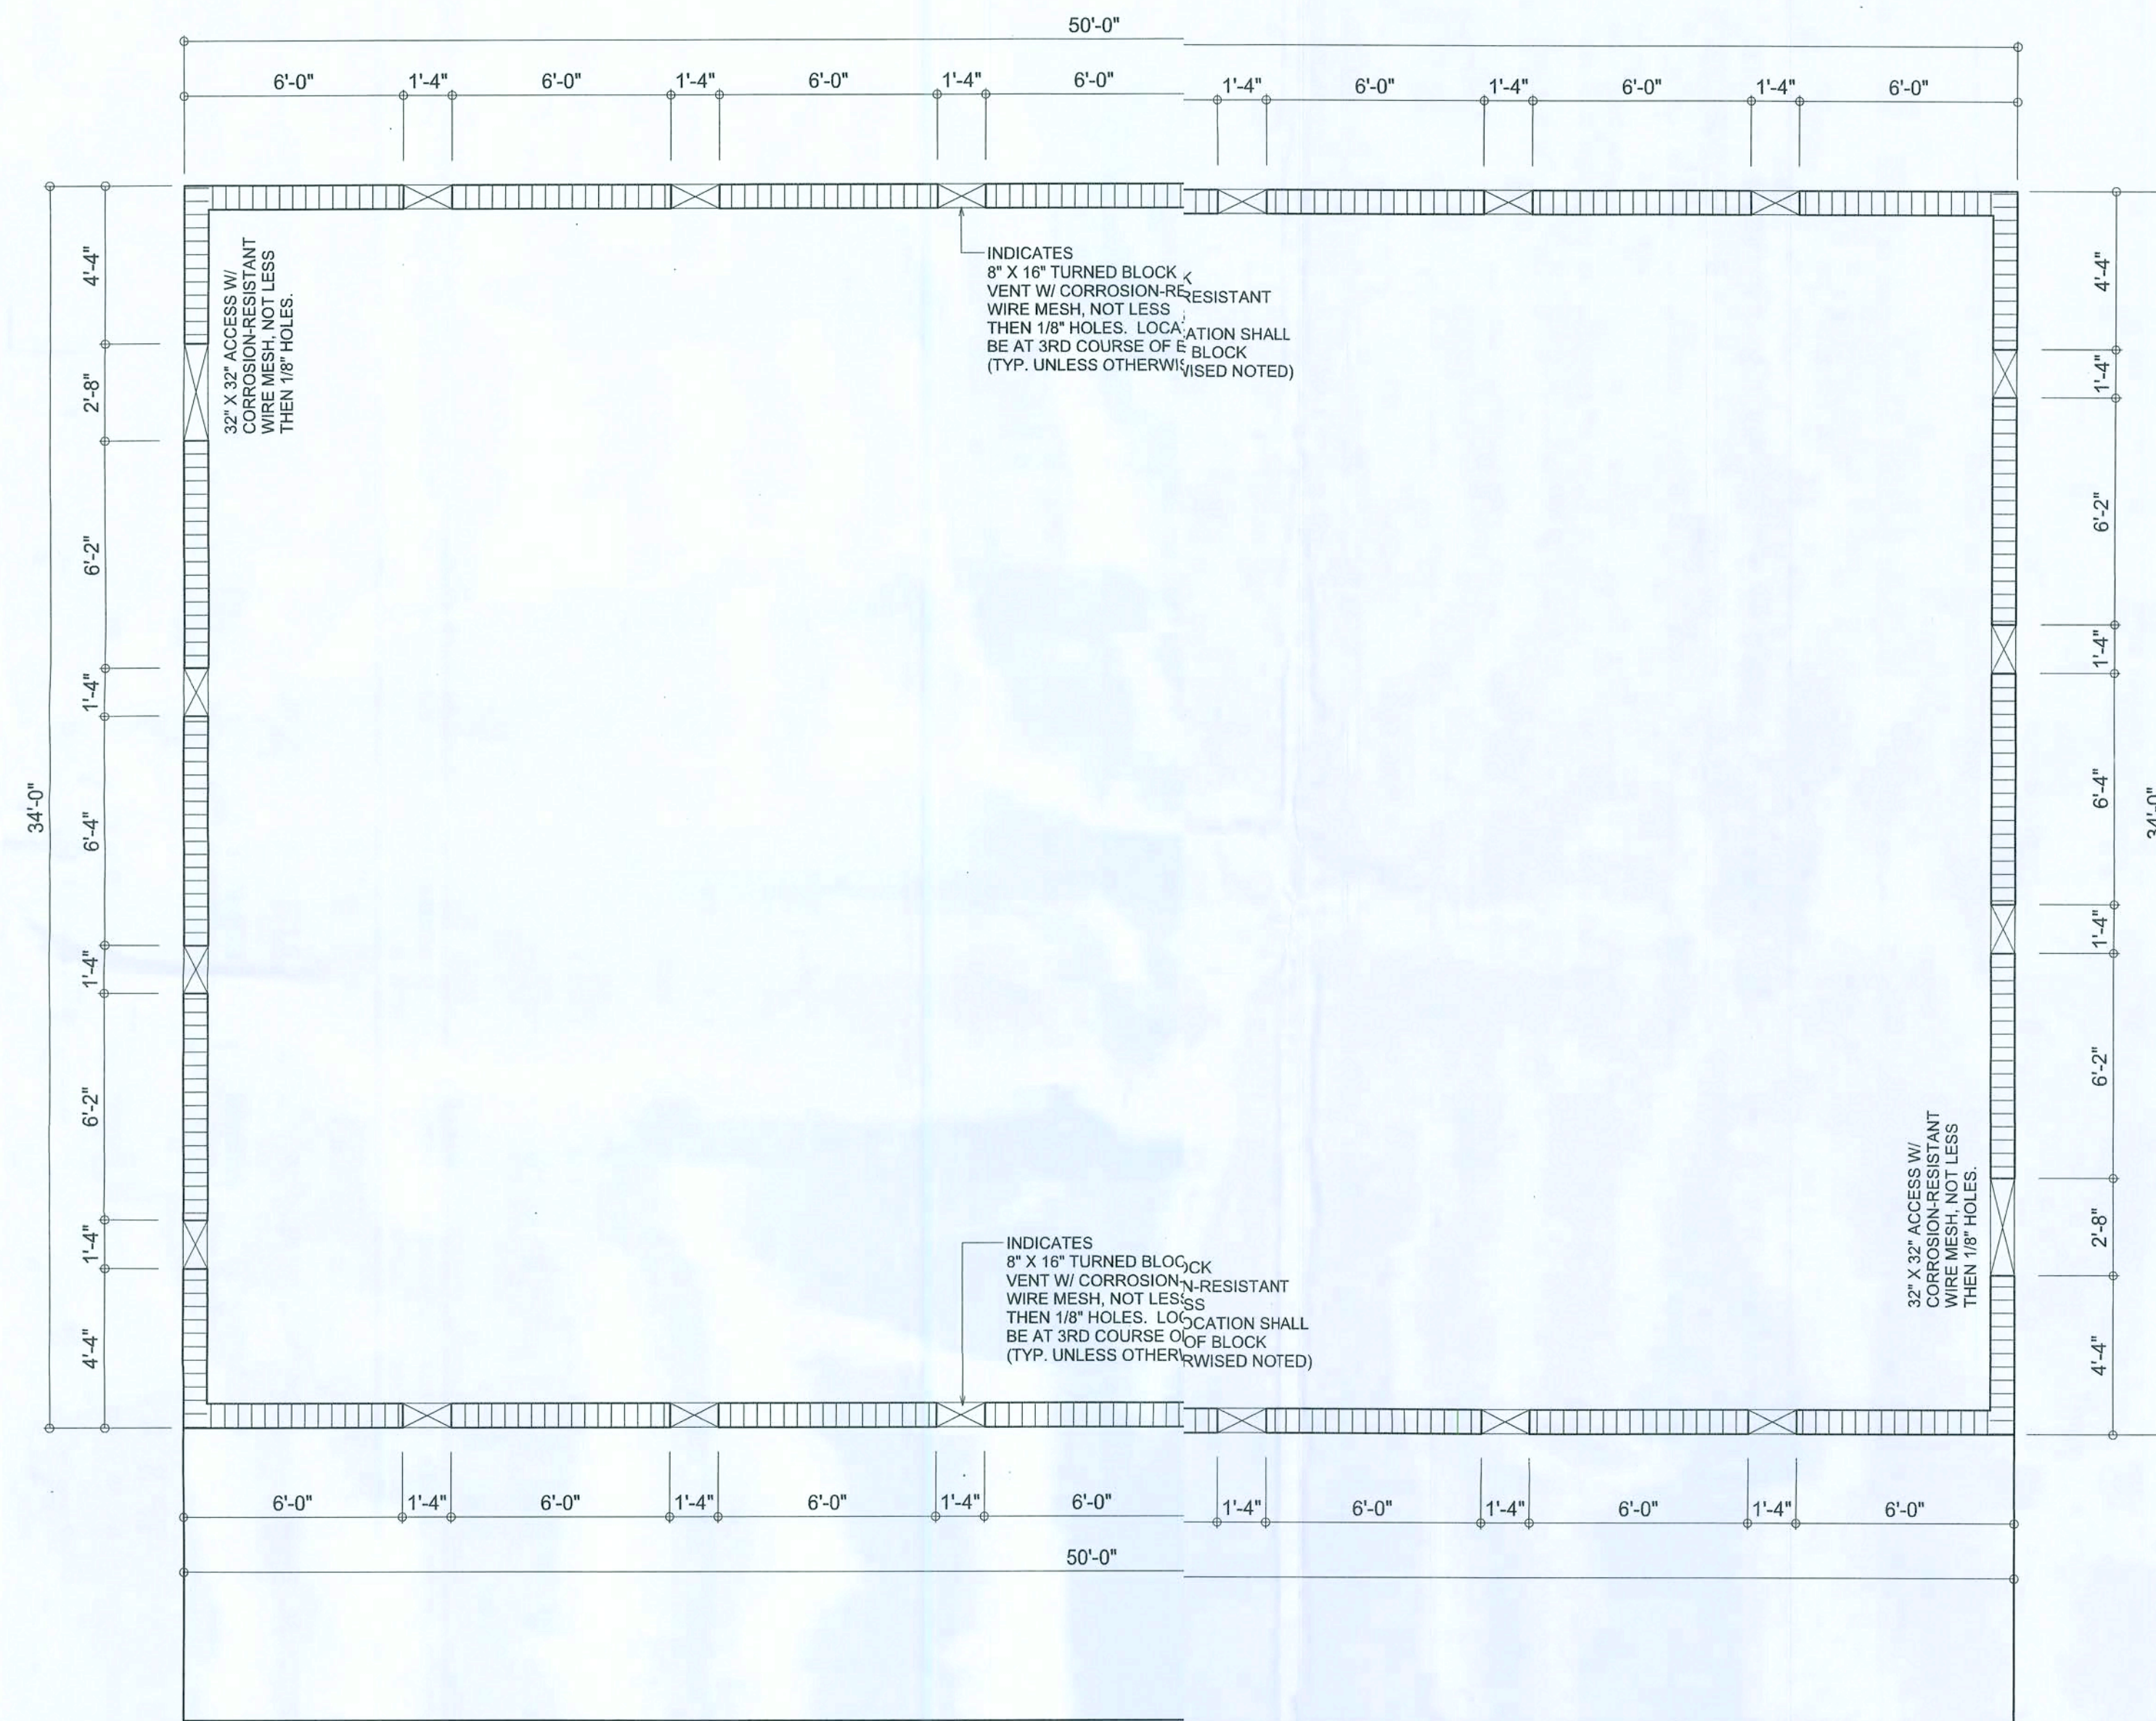 50'-0"
6'-0" 1'-4" 6'-0" 1'-4" 6'-0" 1'-4" 6'-0" 1'-4" 6'-0" 1'-4" 6'-0" 1'-4" 6'-0"
34'-0"
4'-4"
2'-8"
6'-2"
1'-4"
6'-4"
1'-4"
6'-2"
1'-4"
4'-4"
32" X 32" ACCESS W/
CORROSION-RESISTANT
WIRE MESH, NOT LESS
THEN 1/8" HOLES.
INDICATES
8" X 16" TURNED BLOCK
VENT W/ CORROSION-RESISTANT
WIRE MESH, NOT LESS
THEN 1/8" HOLES. LOCATION SHALL
BE AT 3RD COURSE OF BLOCK
(TYP. UNLESS OTHERWISED NOTED)
4'-4"
1'-4"
6'-2"
1'-4"
6'-4"
1'-4"
6'-2"
2'-8"
4'-4"
34'-0"
32" X 32" ACCESS W/
CORROSION-RESISTANT
WIRE MESH, NOT LESS
THEN 1/8" HOLES.
INDICATES
8" X 16" TURNED BLOCK
VENT W/ CORROSION-RESISTANT
WIRE MESH, NOT LESS
THEN 1/8" HOLES. LOCATION SHALL
BE AT 3RD COURSE OF BLOCK
(TYP. UNLESS OTHERWISED NOTED)
6'-0" 1'-4" 6'-0" 1'-4" 6'-0" 1'-4" 6'-0" 1'-4" 6'-0" 1'-4" 6'-0" 1'-4" 6'-0"
50'-0"